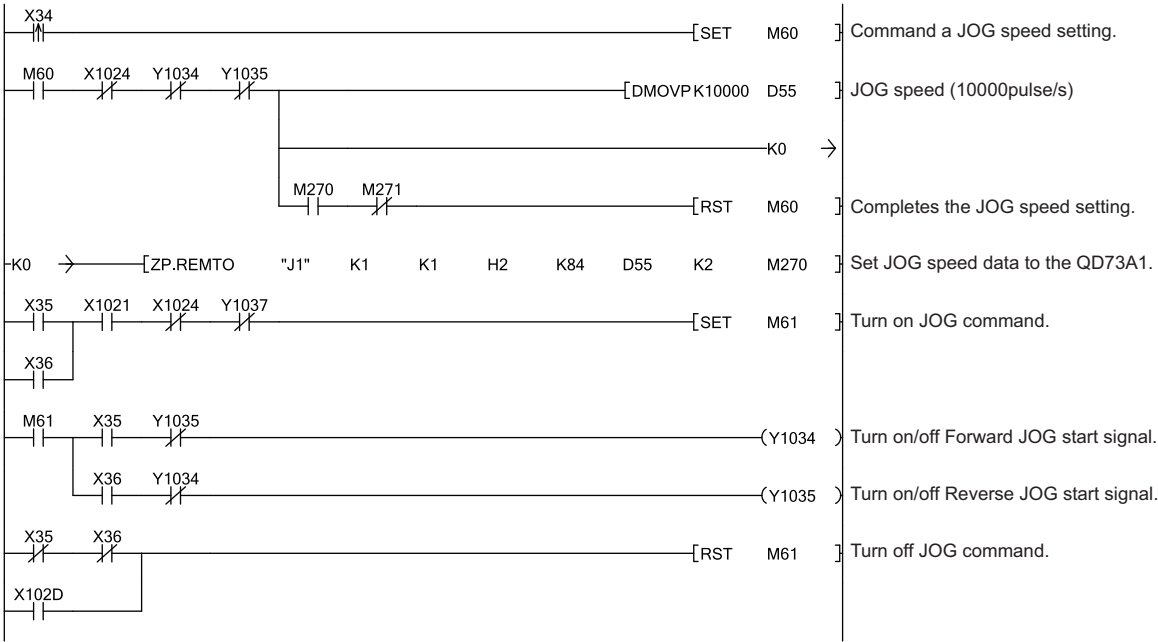 X34
[SET M60 ] Command a JOG speed setting.
M60 X1024 Y1034 Y1035
[DMOVP K10000 D55 ] JOG speed (10000pulse/s)
K0
M270 M271
[RST M60 ] Completes the JOG speed setting.
K0 [ZP.REMTO "J1" K1 K1 H2 K84 D55 K2 M270 ] Set JOG speed data to the QD73A1.
X35 X1021 X1024 Y1037
[SET M61 ] Turn on JOG command.
X36
M61 X35 Y1035
(Y1034 ) Turn on/off Forward JOG start signal.
X36 Y1034
(Y1035 ) Turn on/off Reverse JOG start signal.
X35 X36
[RST M61 ] Turn off JOG command.
X102D